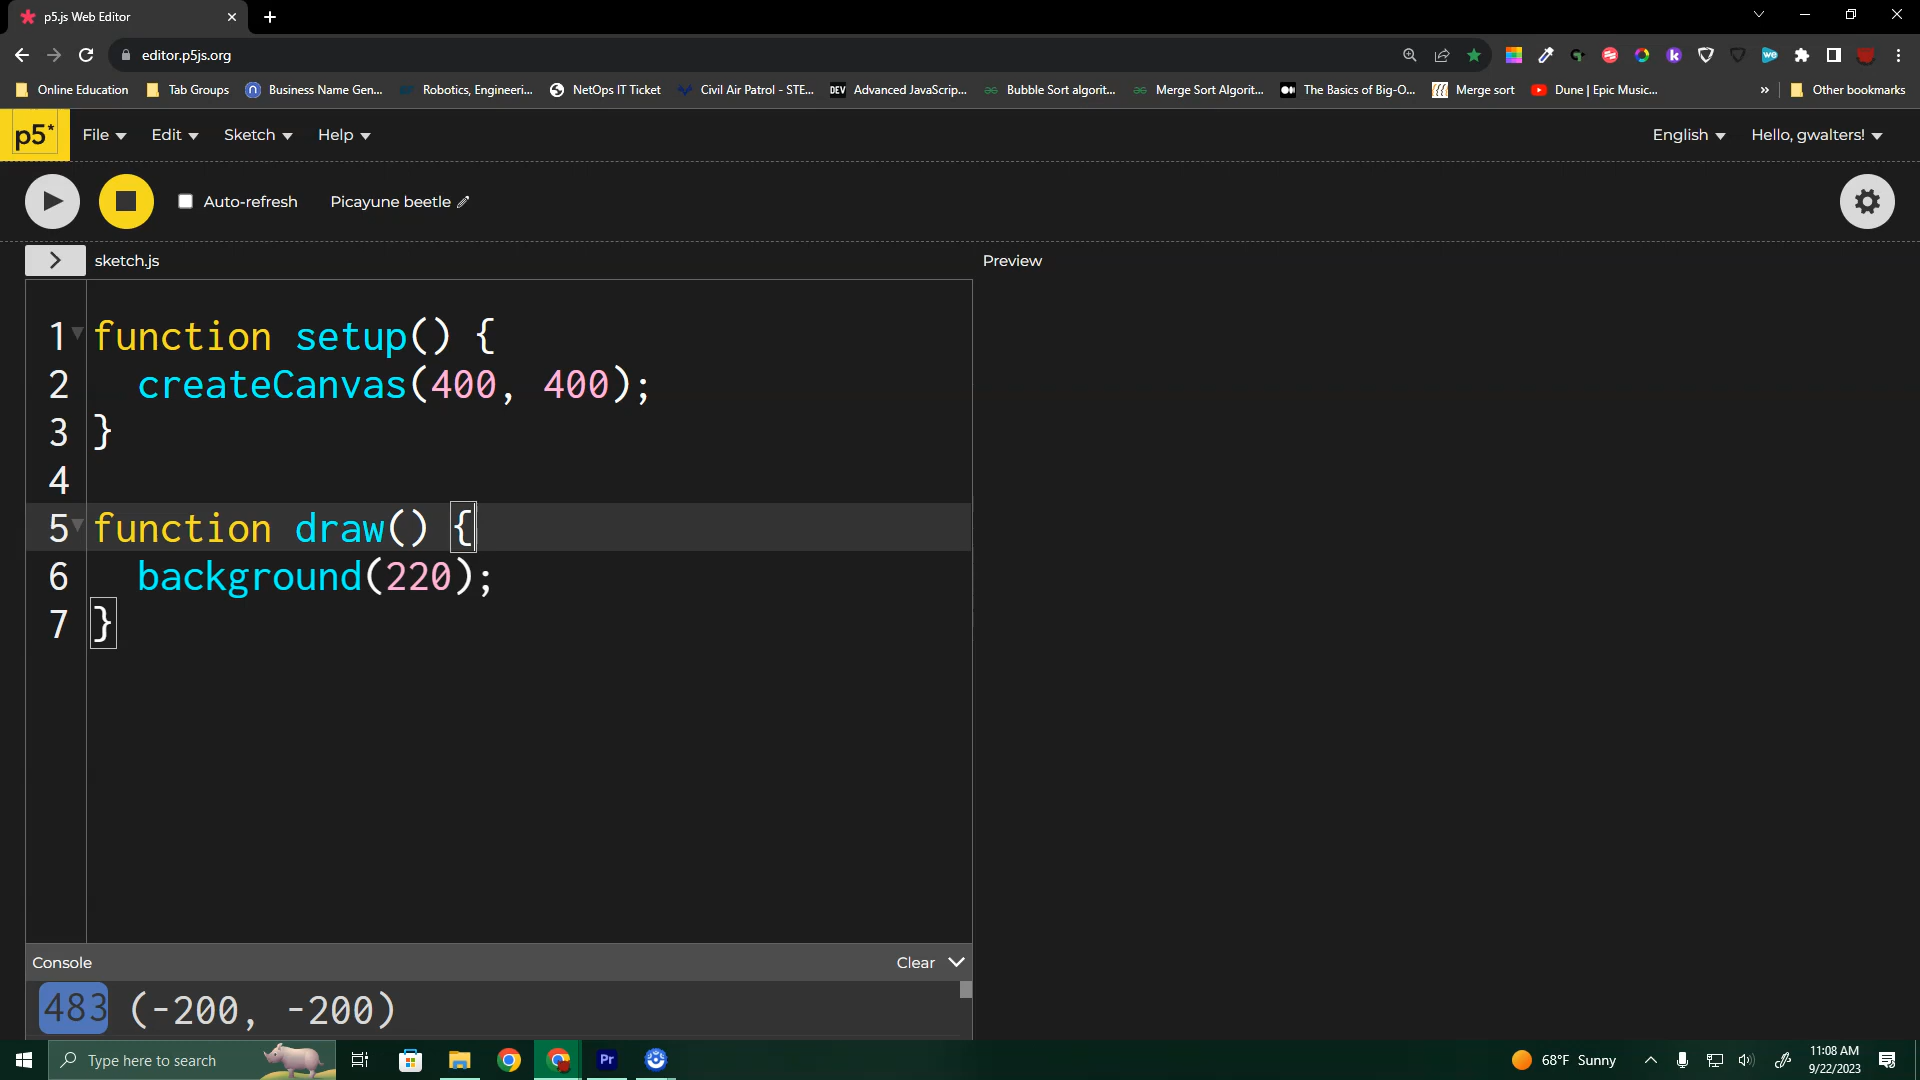 p5.js Web Editor
editor.p5js.org
Online Education Tab Groups Business Name Gen... Robotics, Engineeri... NetOps IT Ticket Civil Air Patrol - STE... DEV Advanced JavaScrip... Bubble Sort algorit... Merge Sort Algorit... The Basics of Big-O... Merge sort Dune | Epic Music... » Other bookmarks
p5* File Edit Sketch Help English Hello, gwalters!
Auto-refresh Picayune beetle
> sketch.js Preview
1 function setup() {
2 createCanvas(400, 400);
3 }
4
5 function draw() {
6 background(220);
7 }
Console Clear
483 (-200, -200)
Type here to search Pr 68°F Sunny 11:08 AM
9/22/2023